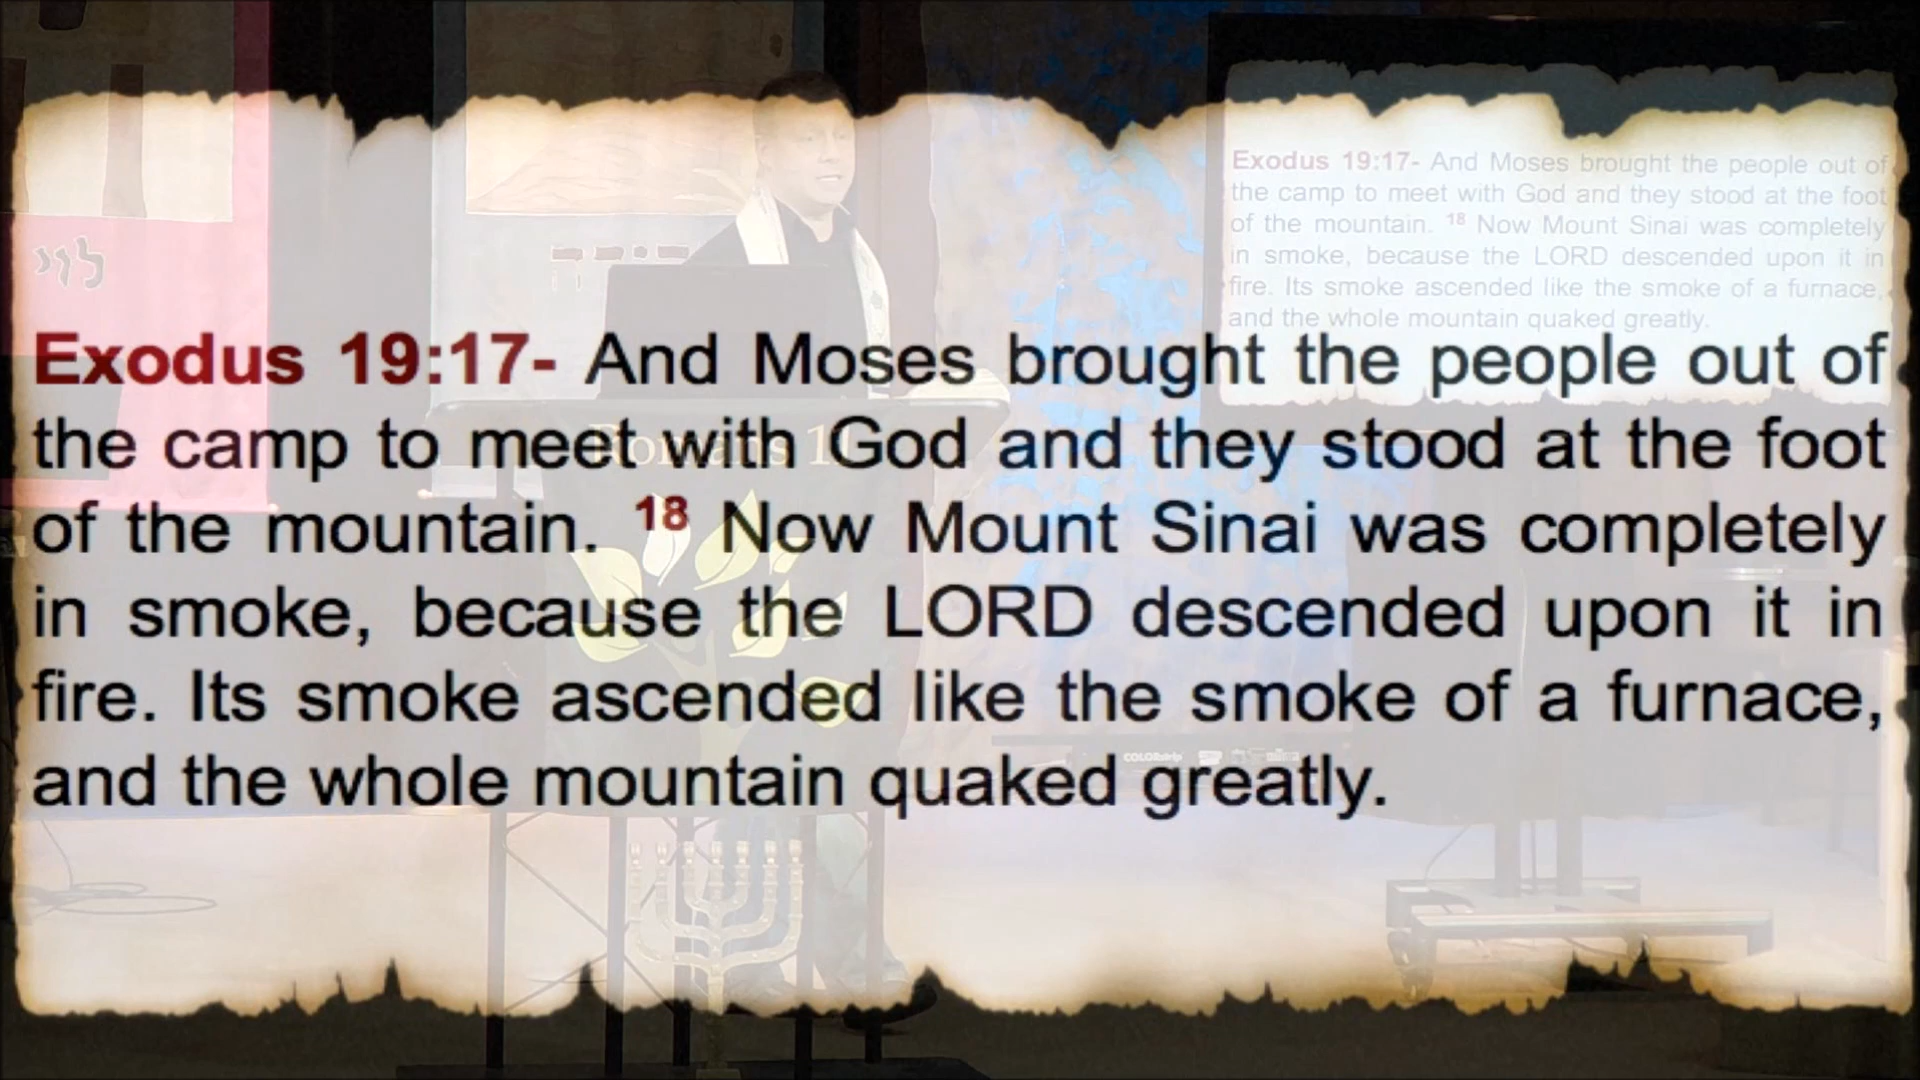 Exodus 19:17- And Moses brought the people out of
the camp to meet with God and they stood at the foot
of the mountain. 18 Now Mount Sinai was completely
in smoke, because the LORD descended upon it in
fire. Its smoke ascended like the smoke of a furnace,
and the whole mountain quaked greatly.
Exodus 19:17- And Moses brought the people out of
the camp to meet with God and they stood at the foot
of the mountain. 18 Now Mount Sinai was completely
in smoke, because the LORD descended upon it in
fire. Its smoke ascended like the smoke of a furnace,
and the whole mountain quaked greatly.
לוי
יהודה
Romans 11
COLORstrip